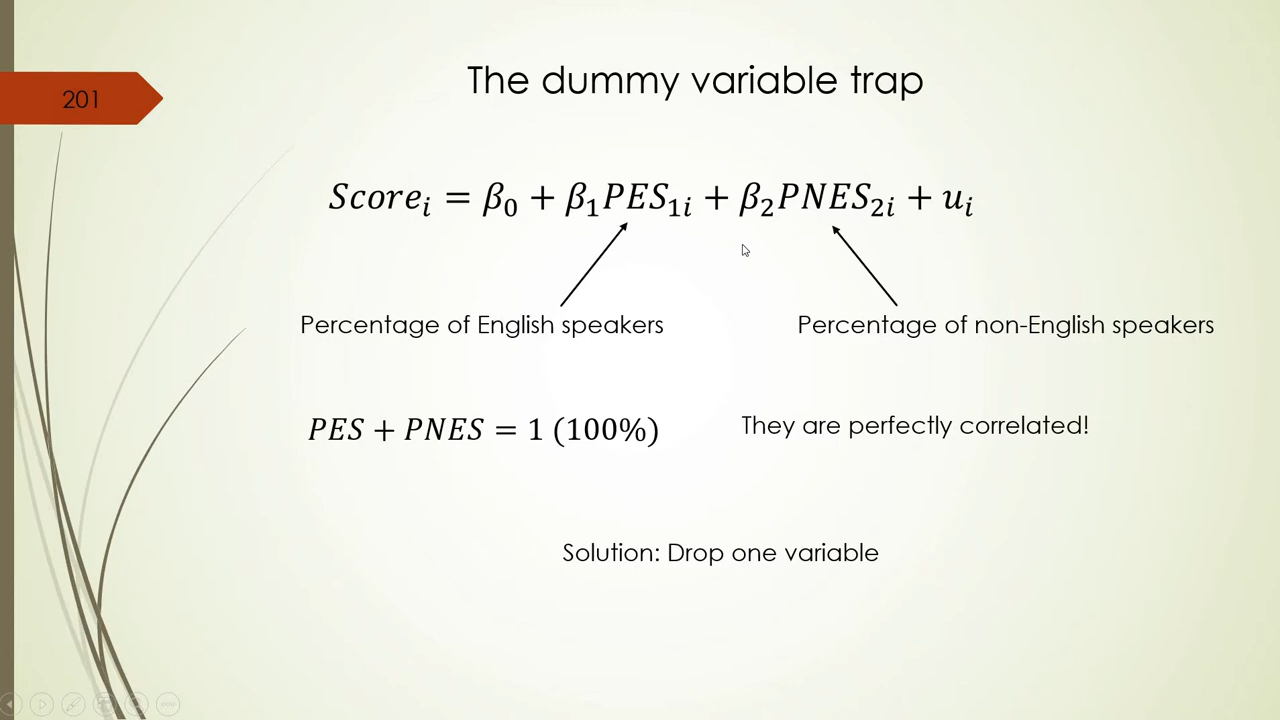 The dummy variable trap
201
Scoreᵢ = β₀ + β₁PES₁ᵢ + β₂PNES₂ᵢ + uᵢ
Percentage of English speakers
Percentage of non-English speakers
PES + PNES = 1 (100%)
They are perfectly correlated!
Solution: Drop one variable